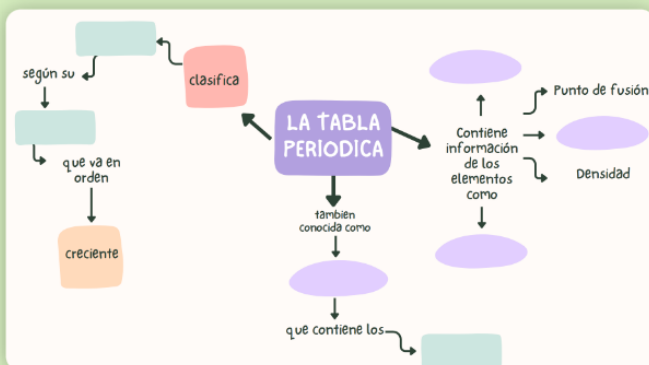 según su
clasifica
que va en
orden
creciente
LA TABLA
PERIODICA
tambien
conocida como
que contiene los
Contiene
información
de los
elementos
como
Punto de fusión
Densidad